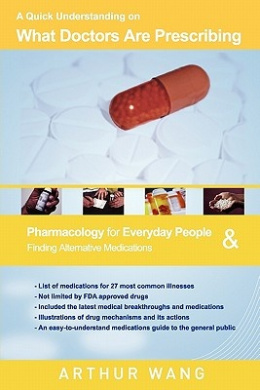 A Quick Understanding on
What Doctors Are Prescribing
Pharmacology for Everyday People &
Finding Alternative Medications
- List of medications for 27 most common illnesses
- Not limited by FDA approved drugs
- Included the latest medical breakthroughs and medications
- Illustrations of drug mechanisms and its actions
- An easy-to-understand medications guide to the general public
ARTHUR WANG